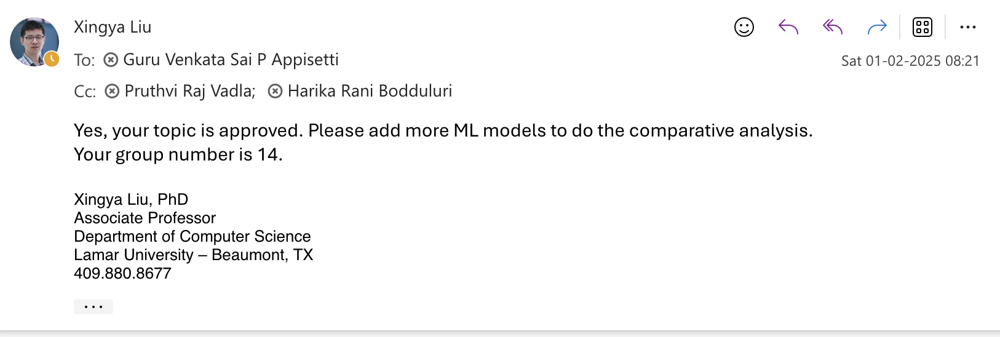 Xingya Liu
To: Guru Venkata Sai P Appisetti
Sat 01-02-2025 08:21
Cc: Pruthvi Raj Vadla; Harika Rani Bodduluri
Yes, your topic is approved. Please add more ML models to do the comparative analysis.
Your group number is 14.
Xingya Liu, PhD
Associate Professor
Department of Computer Science
Lamar University – Beaumont, TX
409.880.8677